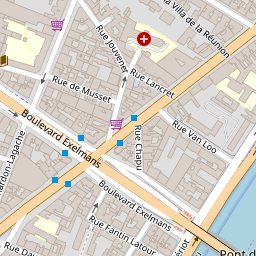 Villa de la Réunion
Rue Jouvenet
Rue Lancret
Rue de Musset
Boulevard Exelmans
Rue Van Loo
Rue Chapu
Boulevard Exelmans
Rue Fantin Latour
Pont d